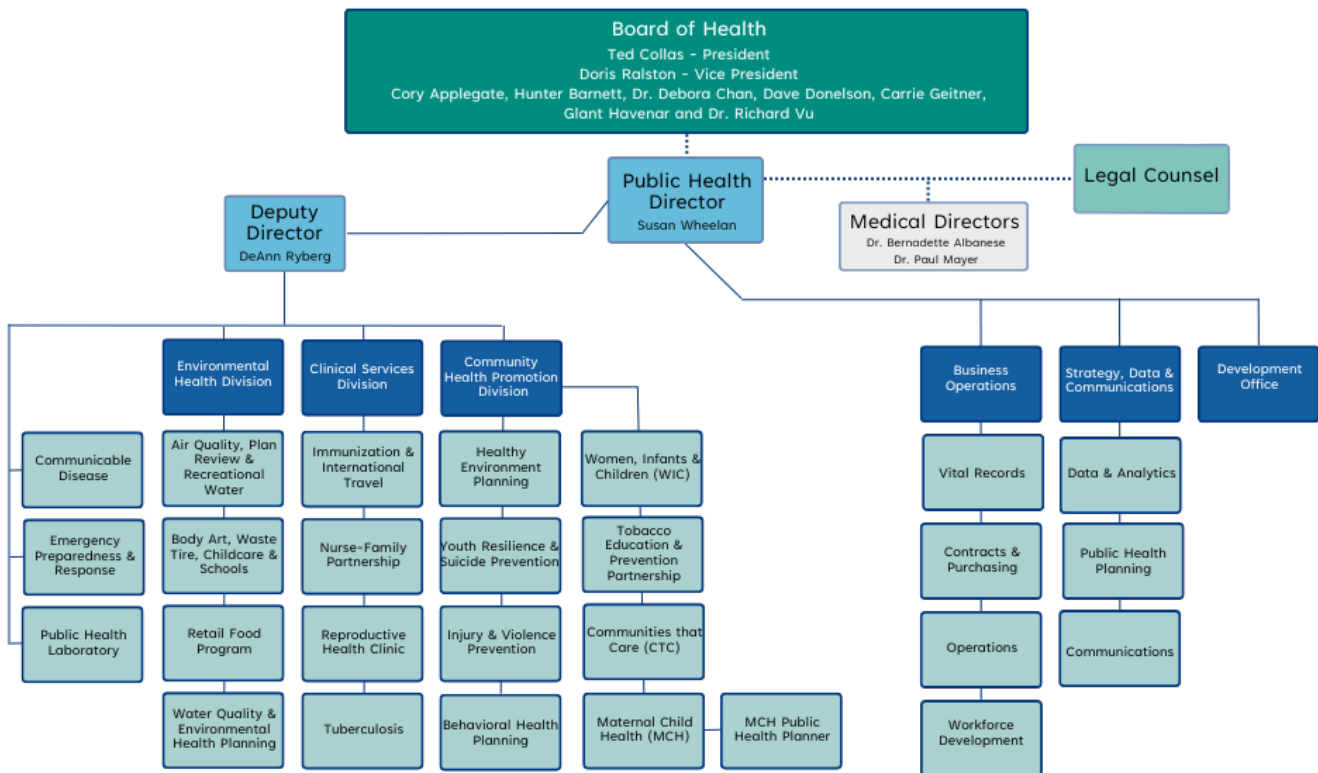 Board of Health
Ted Collas - President
Doris Ralston - Vice President
Cory Applegate, Hunter Barnett, Dr. Debora Chan, Dave Donelson, Carrie Geitner,
Glant Havenar and Dr. Richard Vu
Public Health
Director
Susan Wheelan
Legal Counsel
Deputy
Director
DeAnn Ryberg
Medical Directors
Dr. Bernadette Albanese
Dr. Paul Mayer
Environmental
Health Division
Clinical Services
Division
Community
Health Promotion
Division
Business
Operations
Strategy, Data &
Communications
Development
Office
Communicable
Disease
Emergency
Preparedness &
Response
Public Health
Laboratory
Air Quality, Plan
Review &
Recreational
Water
Body Art, Waste
Tire, Childcare &
Schools
Retail Food
Program
Water Quality &
Environmental
Health Planning
Immunization &
International
Travel
Nurse-Family
Partnership
Reproductive
Health Clinic
Tuberculosis
Healthy
Environment
Planning
Youth Resilience &
Suicide Prevention
Injury & Violence
Prevention
Behavioral Health
Planning
Women, Infants &
Children (WIC)
Tobacco
Education &
Prevention
Partnership
Communities that
Care (CTC)
Maternal Child
Health (MCH)
MCH Public
Health Planner
Vital Records
Contracts &
Purchasing
Operations
Workforce
Development
Data & Analytics
Public Health
Planning
Communications